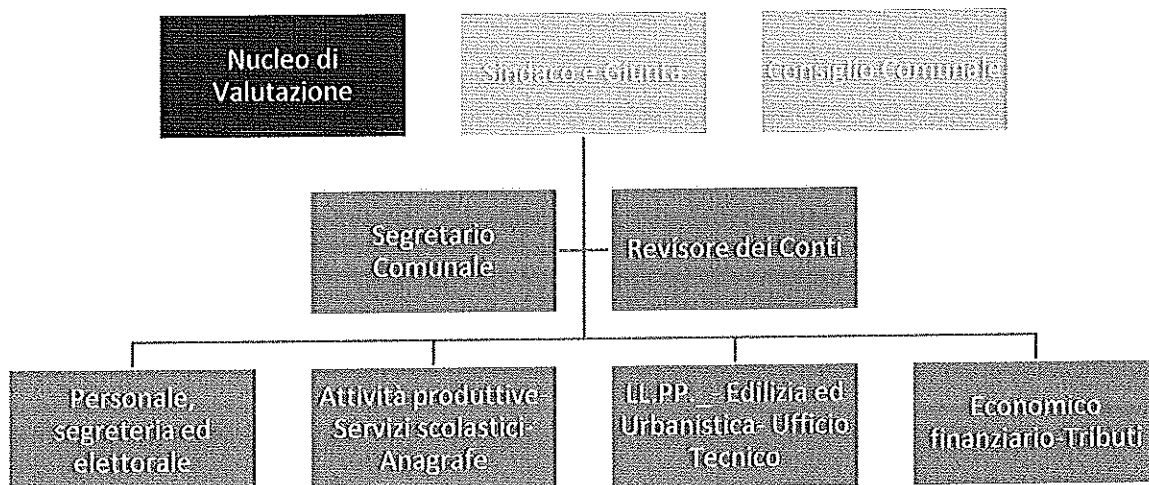 Nucleo di
Valutazione
Sindaco e Giunta
Consiglio Comunale
Segretario
Comunale
Revisore dei Conti
Personale,
segreteria ed
elettorale
Attività produttive
Servizi scolastici-
Anagrafe
LL.PP._ - Edilizia ed
Urbanistica- Ufficio
Tecnico
Economico
finanziario-Tributi